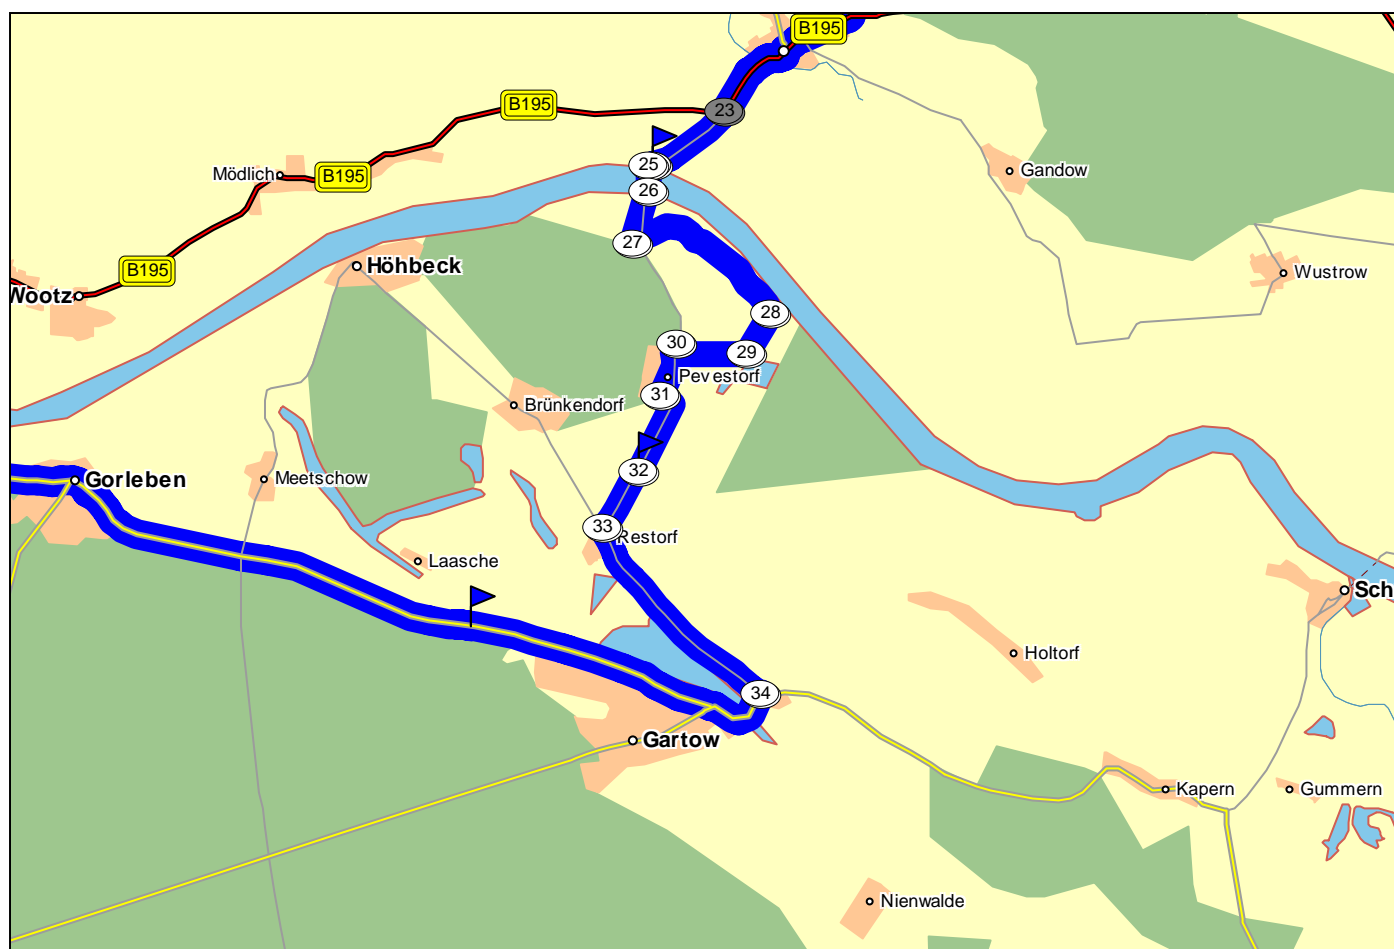 B195
B195
23
25
Mödlich
B195
Gandow
26
27
Höhbeck
B195
Wustrow
Wootz
28
30
29
Pevestorf
31
Brünkendorf
Gorleben
Meetschow
32
33
Restorf
Laasche
Sch
Holtorf
34
Gartow
Kapern
Gummern
Nienwalde